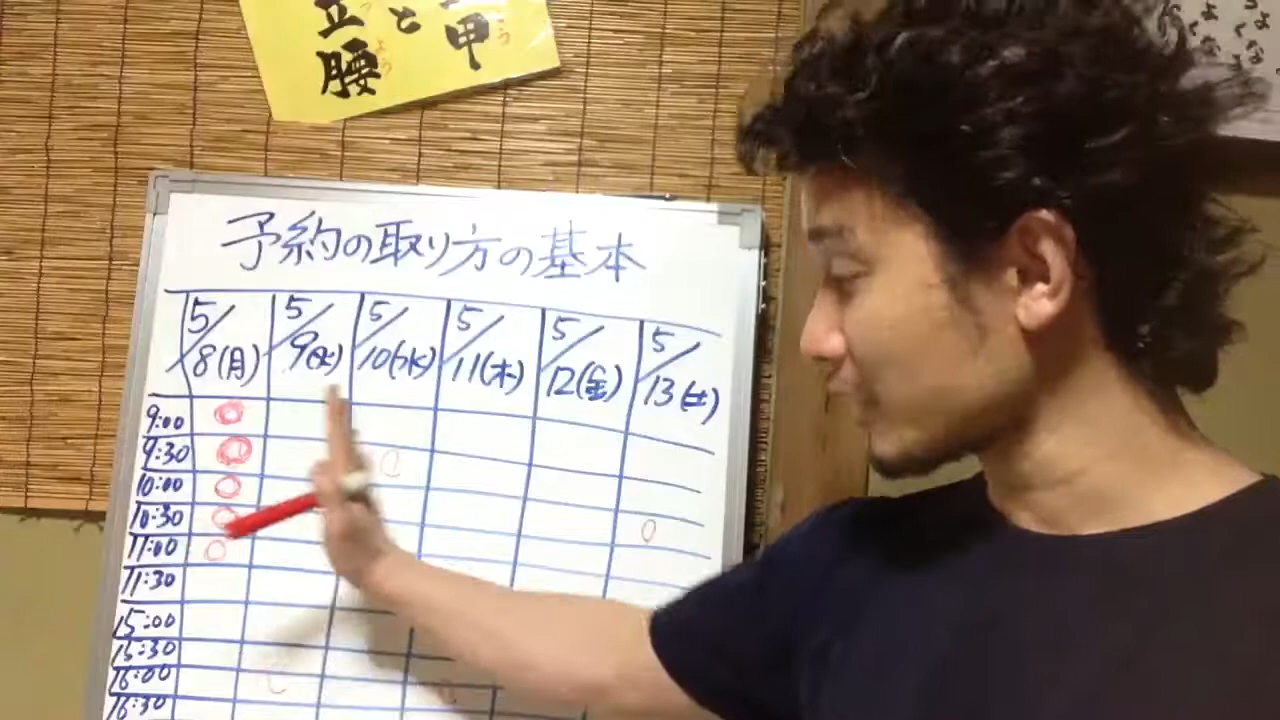 立 と 甲
腰
予約の取り方の基本
5/8(月) 5/9(火) 5/10(水) 5/11(木) 5/12(金) 5/13(土)
9:00
9:30
10:00
10:30
11:00
11:30
15:00
15:30
16:00
16:30